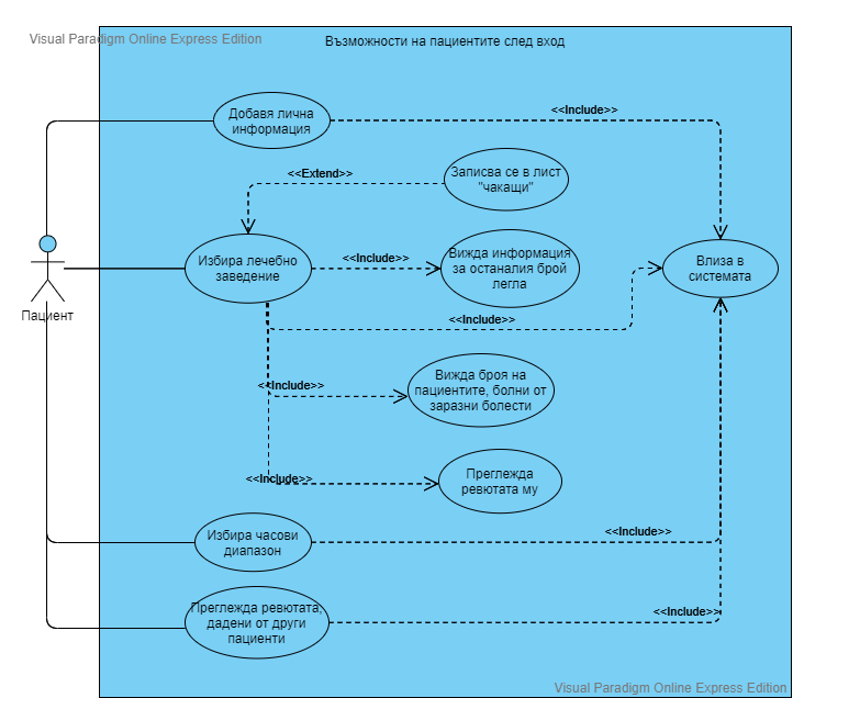 Visual Paradigm Online Express Edition
Възможности на пациентите след вход
Добавя лична
информация
<<Include>>
Записва се в лист
"чакащи"
<<Extend>>
Избира лечебно
заведение
<<Include>>
Вижда информация
за останалия брой
легла
Влиза в
системата
Пациент
<<Include>>
<<Include>>
Вижда броя на
пациентите, болни от
заразни болести
<<Include>>
Преглежда
ревютата му
Избира часови
диапазон
<<Include>>
Преглежда ревютата,
дадени от други
пациенти
<<Include>>
Visual Paradigm Online Express Edition